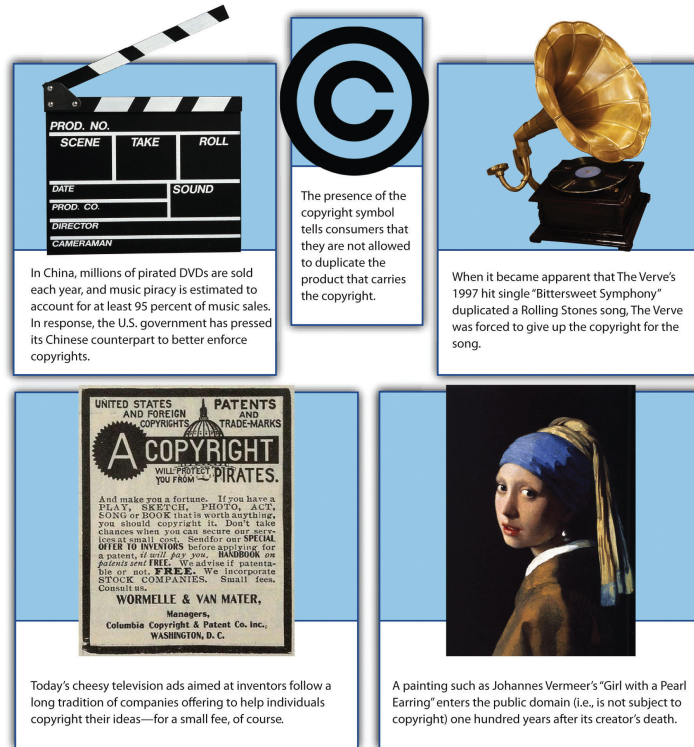 PROD. NO.
SCENE TAKE ROLL
DATE
SOUND
PROD. CO.
DIRECTOR
CAMERAMAN
In China, millions of pirated DVDs are sold
each year, and music piracy is estimated to
account for at least 95 percent of music sales.
In response, the U.S. government has pressed
its Chinese counterpart to better enforce
copyrights.
©
The presence of the
copyright symbol
tells consumers that
they are not allowed
to duplicate the
product that carries
the copyright.
When it became apparent that The Verve’s
1997 hit single “Bittersweet Symphony”
duplicated a Rolling Stones song, The Verve
was forced to give up the copyright for the
song.
UNITED STATES
AND FOREIGN
COPYRIGHTS
PATENTS
AND
TRADE-MARKS
A COPYRIGHT
WILL PROTECT
YOU FROM PIRATES.
And make you a fortune. If you have a
PLAY, SKETCH, PHOTO, ACT,
SONG or BOOK that is worth anything,
you should copyright it. Don't take
chances when you can secure our serv-
ices at small cost. Send for our SPECIAL
OFFER TO INVENTORS before applying for
a patent, it will pay you. HANDBOOK on
patents sent FREE. We advise if patenta-
ble or not. FREE. We incorporate
STOCK COMPANIES. Small fees.
Consult us.
WORMELLE & VAN MATER,
Managers,
Columbia Copyright & Patent Co. Inc.,
WASHINGTON, D. C.
Today’s cheesy television ads aimed at inventors follow a
long tradition of companies offering to help individuals
copyright their ideas—for a small fee, of course.
A painting such as Johannes Vermeer’s “Girl with a Pearl
Earring” enters the public domain (i.e., is not subject to
copyright) one hundred years after its creator’s death.